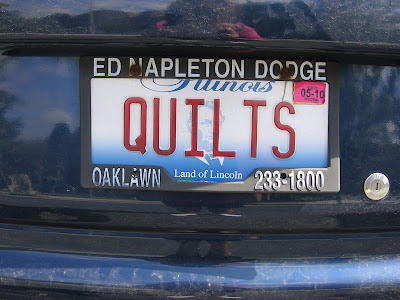 ED NAPLETON DODGE
Illinois
05-10
QUILTS
Land of Lincoln
OAKLAWN
233-1800